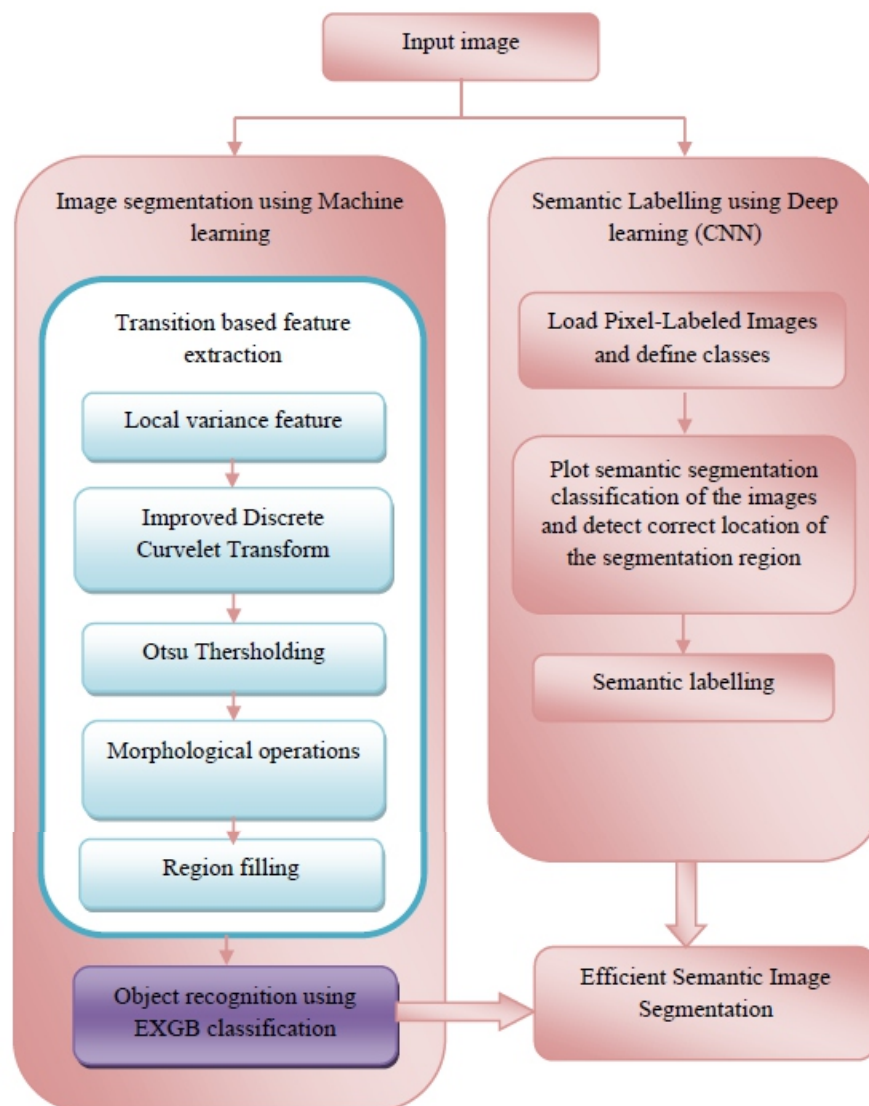 Input image
Image segmentation using Machine
learning
Transition based feature
extraction
Local variance feature
Improved Discrete
Curvelet Transform
Otsu Thersholding
Morphological operations
Region filling
Object recognition using
EXGB classification
Semantic Labelling using Deep
learning (CNN)
Load Pixel-Labeled Images
and define classes
Plot semantic segmentation
classification of the images
and detect correct location of
the segmentation region
Semantic labelling
Efficient Semantic Image
Segmentation